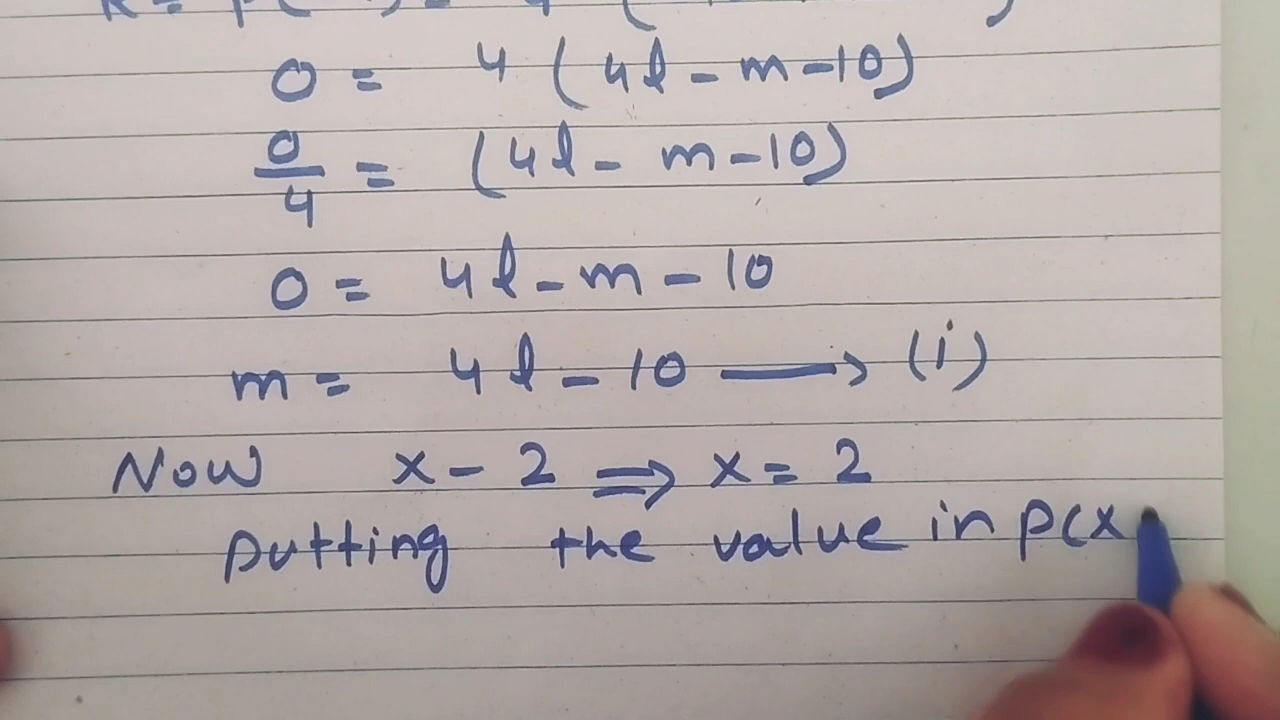 0 = 4 ( 4l - m - 10)
0/4 = (4l - m - 10)
0 = 4l - m - 10
m = 4l - 10 → (i)
Now x - 2 ⇒ x = 2
putting the value in p(x